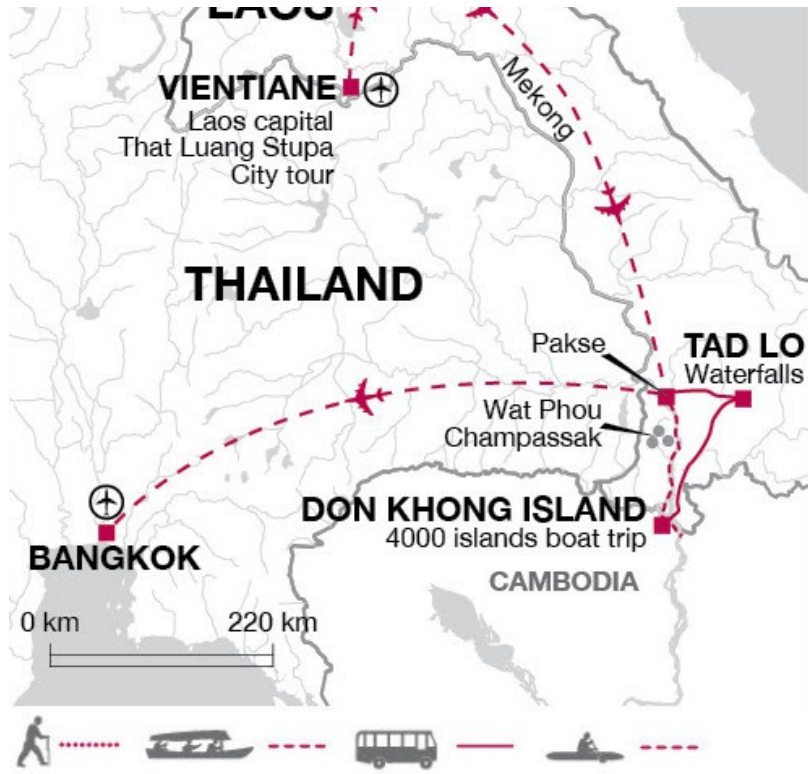 LAOS
VIENTIANE
Laos capital
That Luang Stupa
City tour
Mekong
THAILAND
Pakse
TAD LO
Waterfalls
Wat Phou
Champassak
DON KHONG ISLAND
4000 islands boat trip
BANGKOK
CAMBODIA
0 km
220 km